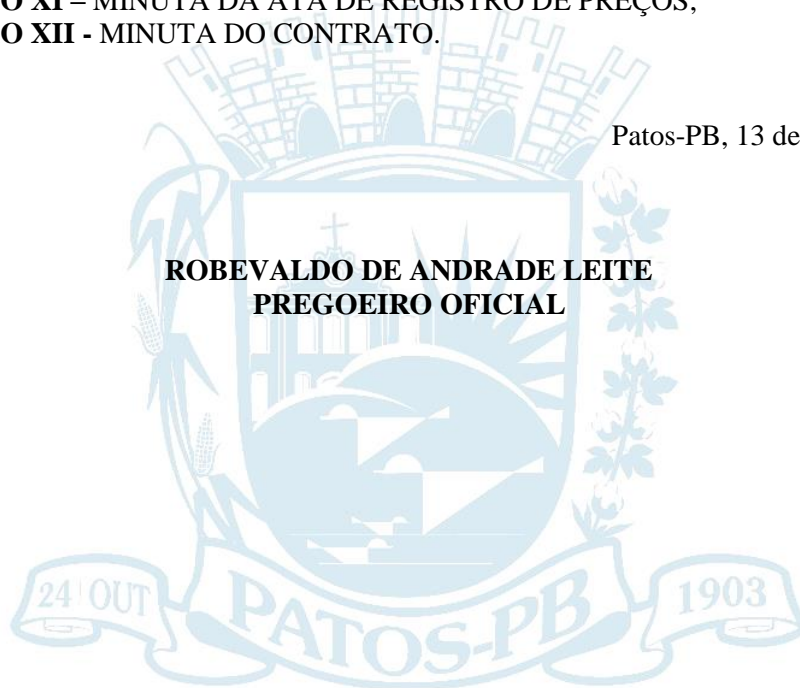 O XI – MINUTA DA ATA DE REGISTRO DE PREÇOS;
O XII - MINUTA DO CONTRATO.
Patos-PB, 13 de
ROBEVALDO DE ANDRADE LEITE
PREGOEIRO OFICIAL
24 OUT PATOS-PB 1903